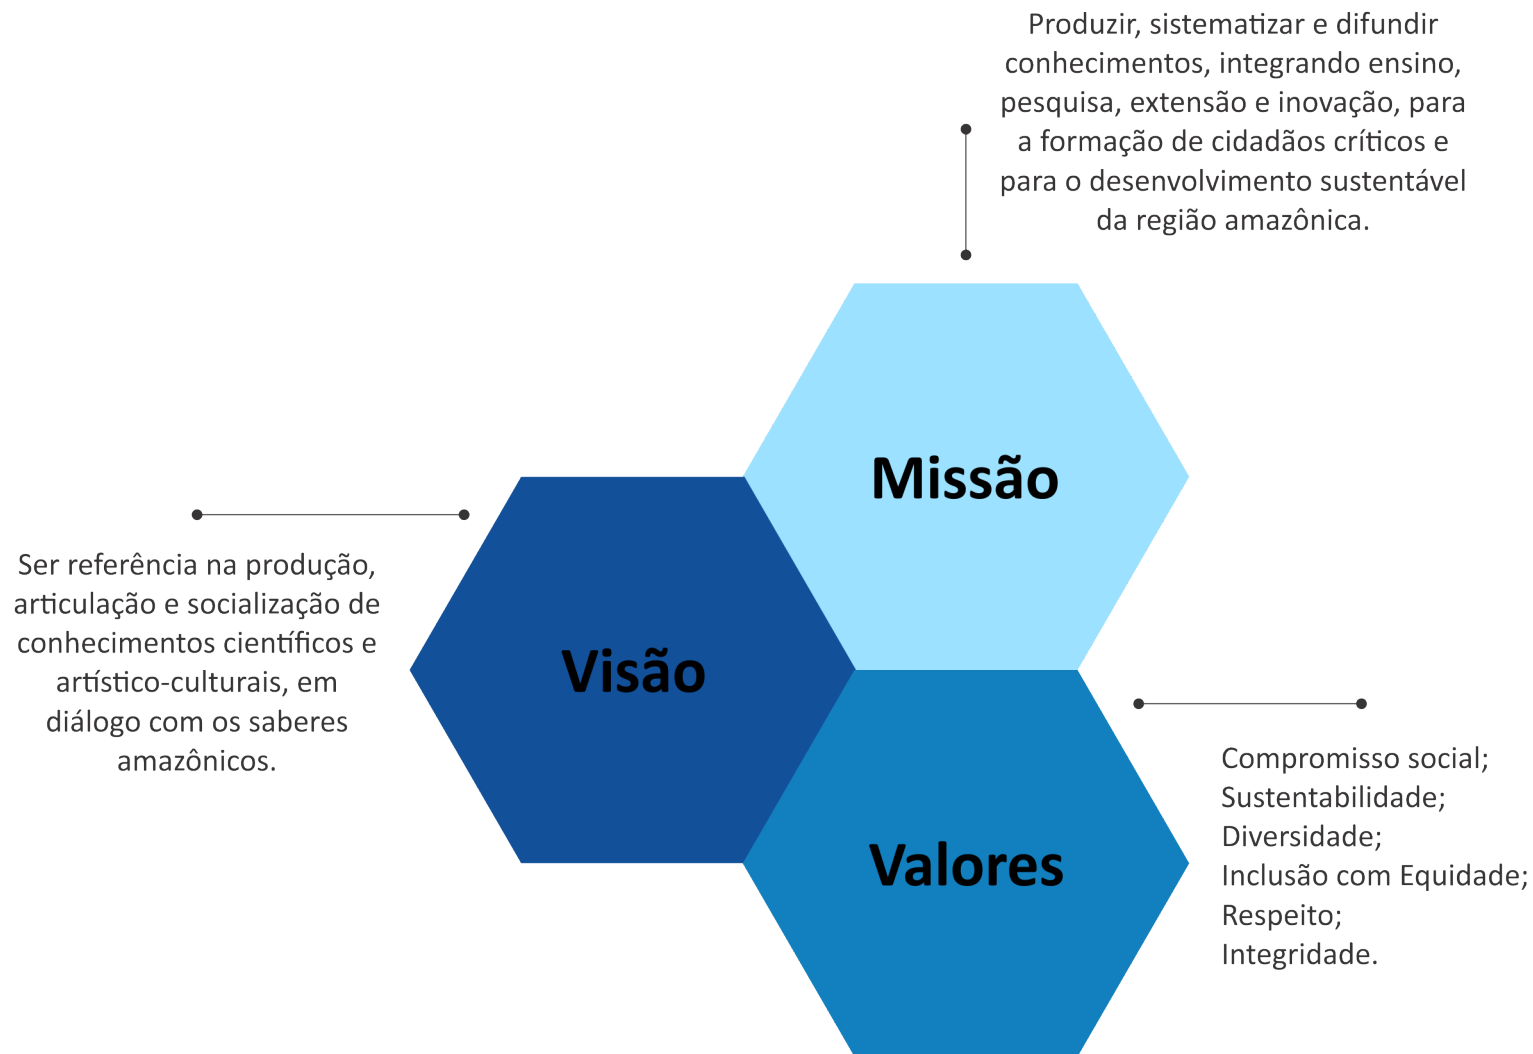 Produzir, sistematizar e difundir
conhecimentos, integrando ensino,
pesquisa, extensão e inovação, para
a formação de cidadãos críticos e
para o desenvolvimento sustentável
da região amazônica.
Missão
Ser referência na produção,
articulação e socialização de
conhecimentos científicos e
artístico-culturais, em
diálogo com os saberes
amazônicos.
Visão
Valores
Compromisso social;
Sustentabilidade;
Diversidade;
Inclusão com Equidade;
Respeito;
Integridade.